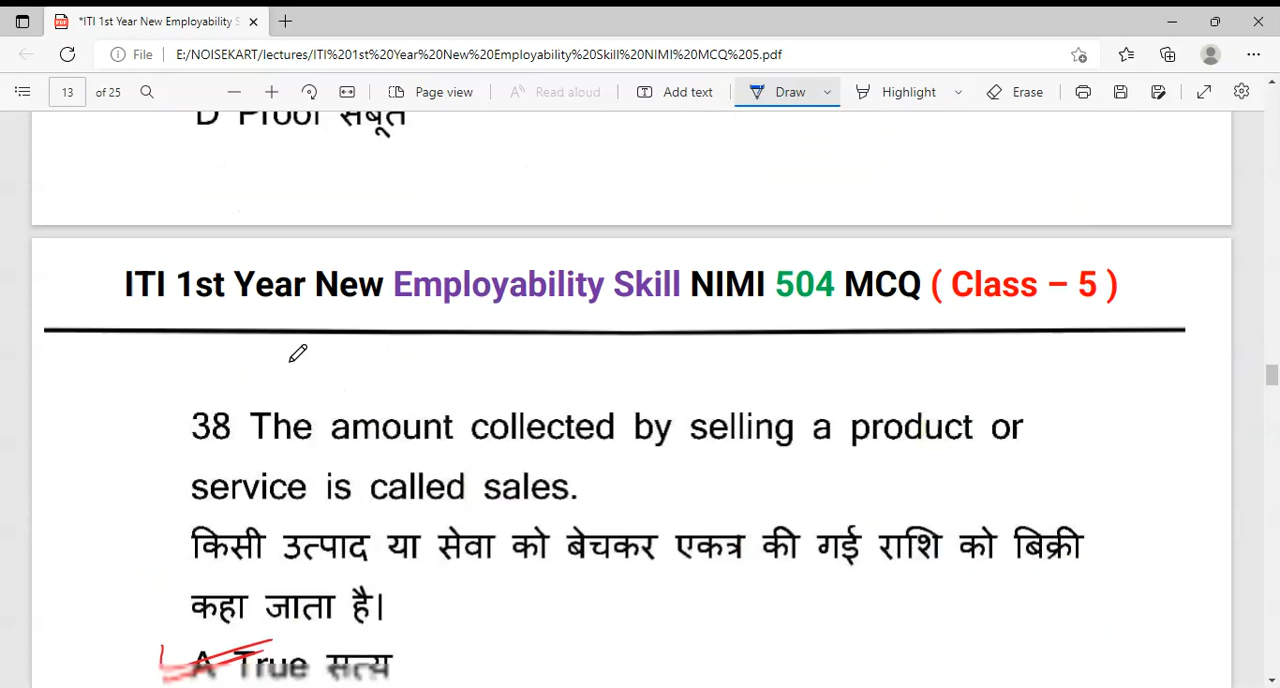 *ITI 1st Year New Employability S
File
E:/NOISEKART/lectures/ITI%201st%20Year%20New%20Employability%20Skill%20NIMI%20MCQ%205.pdf
13 of 25
Page view
Read aloud
Add text
Draw
Highlight
Erase
D Proof सबूत
ITI 1st Year New Employability Skill NIMI 504 MCQ ( Class – 5 )
38 The amount collected by selling a product or
service is called sales.
किसी उत्पाद या सेवा को बेचकर एकत्र की गई राशि को बिक्री
कहा जाता है।
A True सत्य